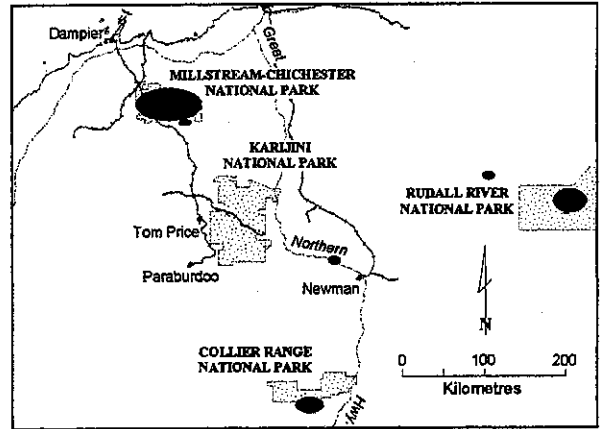 Dampier
Great
MILLSTREAM-CHICHESTER
NATIONAL PARK
KARIJINI
NATIONAL PARK
RUDALL RIVER
NATIONAL PARK
Tom Price
Northern
Paraburdoo
Newman
N
COLLIER RANGE
NATIONAL PARK
0 100 200
Kilometres
Hwy.